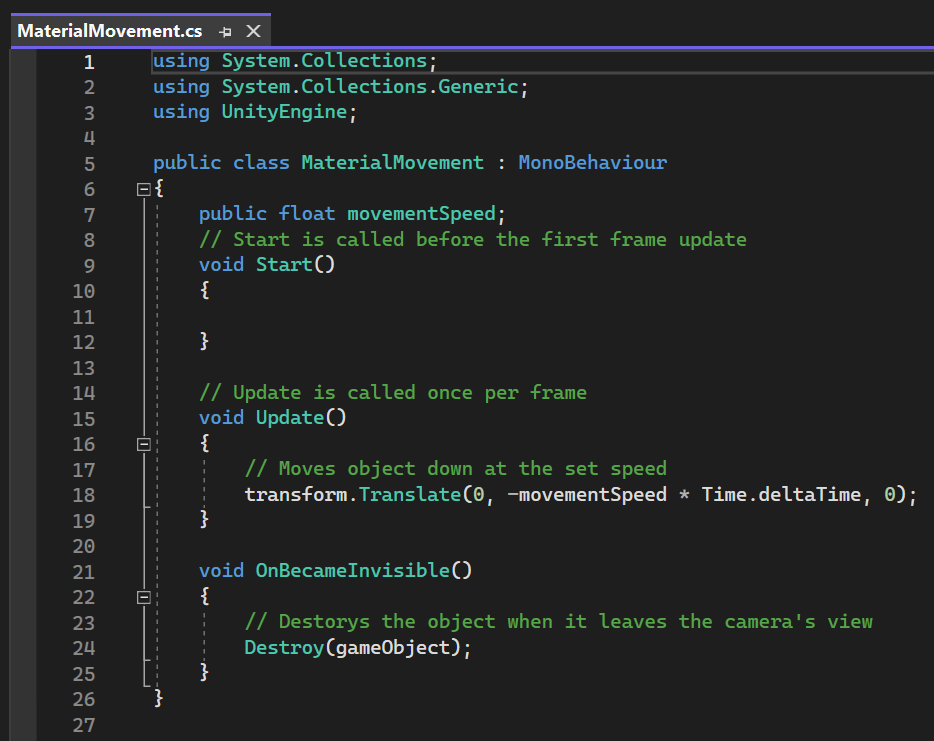 MaterialMovement.cs
1 using System.Collections;
2 using System.Collections.Generic;
3 using UnityEngine;
4
5 public class MaterialMovement : MonoBehaviour
6 {
7 public float movementSpeed;
8 // Start is called before the first frame update
9 void Start()
10 {
11
12 }
13
14 // Update is called once per frame
15 void Update()
16 {
17 // Moves object down at the set speed
18 transform.Translate(0, -movementSpeed * Time.deltaTime, 0);
19 }
20
21 void OnBecameInvisible()
22 {
23 // Destorys the object when it leaves the camera's view
24 Destroy(gameObject);
25 }
26 }
27